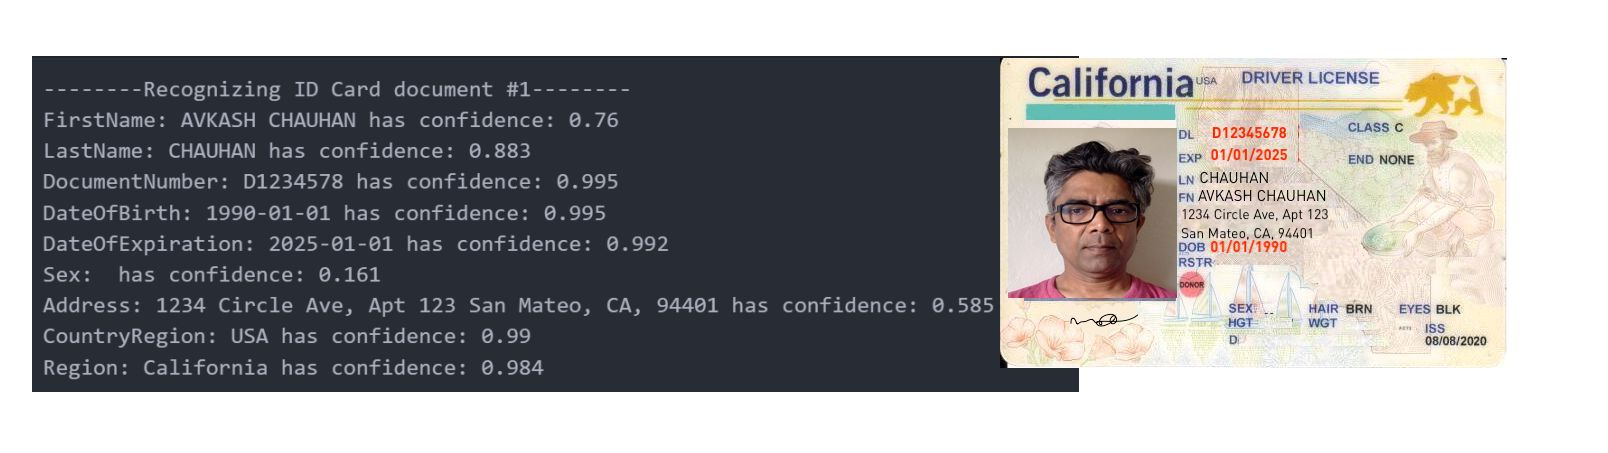 --------Recognizing ID Card document #1--------
FirstName: AVKASH CHAUHAN has confidence: 0.76
LastName: CHAUHAN has confidence: 0.883
DocumentNumber: D1234578 has confidence: 0.995
DateOfBirth: 1990-01-01 has confidence: 0.995
DateOfExpiration: 2025-01-01 has confidence: 0.992
Sex:  has confidence: 0.161
Address: 1234 Circle Ave, Apt 123 San Mateo, CA, 94401 has confidence: 0.585
CountryRegion: USA has confidence: 0.99
Region: California has confidence: 0.984
California USA DRIVER LICENSE
DL D12345678 CLASS C
EXP 01/01/2025 END NONE
LN CHAUHAN
FN AVKASH CHAUHAN
1234 Circle Ave, Apt 123
San Mateo, CA, 94401
DOB 01/01/1990
RSTR
DONOR
SEX HAIR BRN EYES BLK
HGT WGT ISS
D 08/08/2020